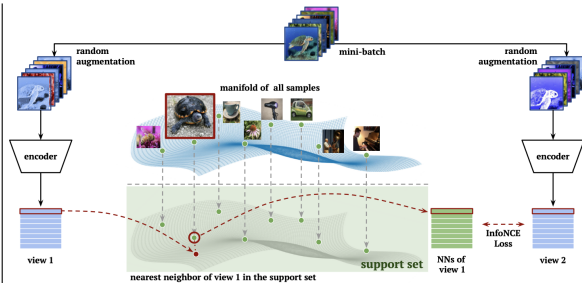 random
augmentation
mini-batch
random
augmentation
manifold of all samples
encoder
encoder
view 1
support set
nearest neighbor of view 1 in the support set
NNs of
view 1
InfoNCE
Loss
view 2